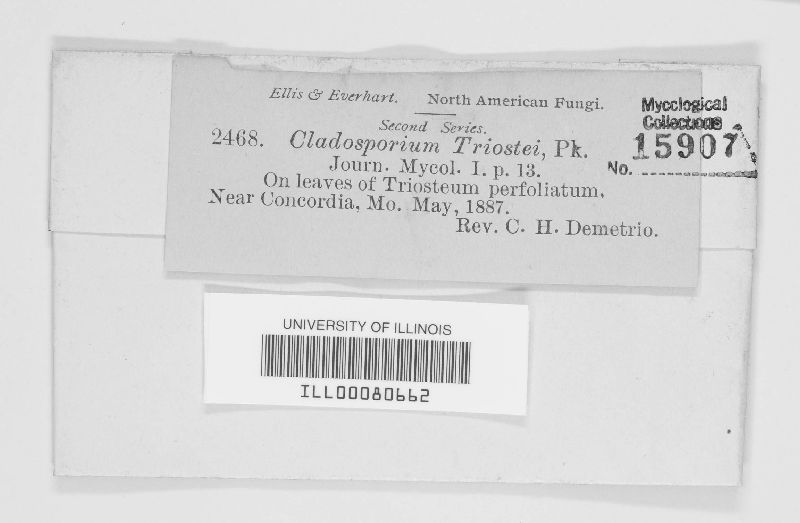 Ellis & Everhart. North American Fungi.
Second Series.
2468. Cladosporium Triostei, Pk.
Journ. Mycol. I. p. 13.
On leaves of Triosteum perfoliatum.
Near Concordia, Mo. May, 1887.
Rev. C. H. Demetrio.
Mycological
Collections
15907
No.
UNIVERSITY OF ILLINOIS
ILL00080662